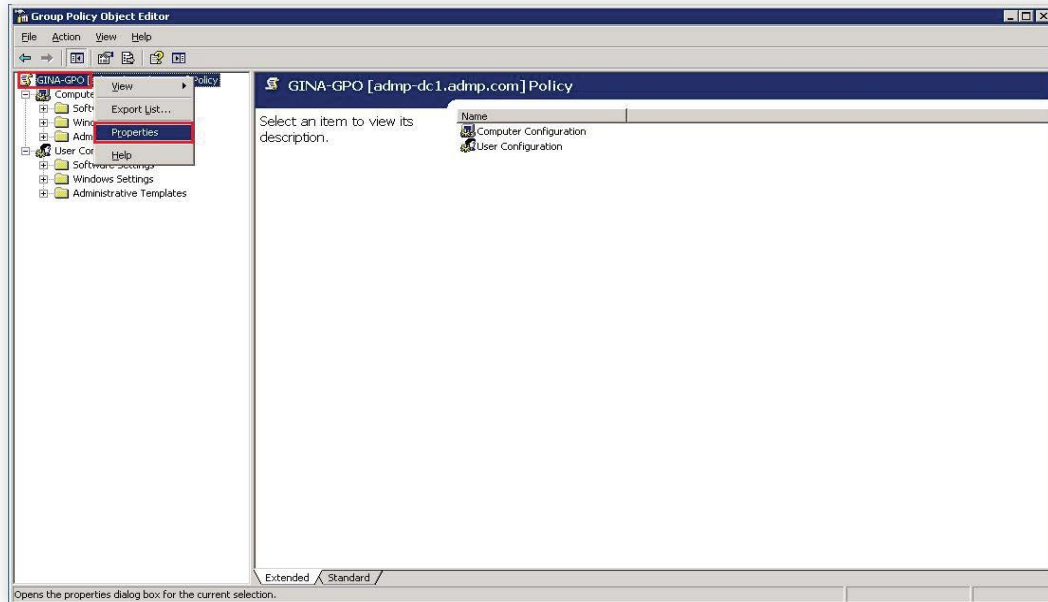 Group Policy Object Editor
File Action View Help
GINA-GPO [ Policy
Compute
Soft
Wind
Adm
User Con
Software Settings
Windows Settings
Administrative Templates
View
Export List...
Properties
Help
GINA-GPO [admp-dc1.admp.com] Policy
Select an item to view its
description.
Name
Computer Configuration
User Configuration
Extended Standard
Opens the properties dialog box for the current selection.